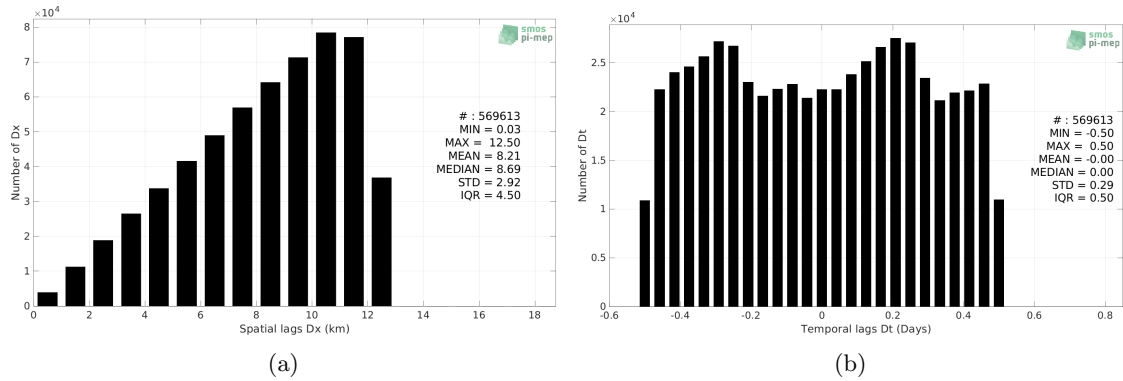 ×10⁴
8
7
6
5
4
3
2
1
0
Number of Dx
0 2 4 6 8 10 12 14 16 18
Spatial lags Dx (km)
smos
pi-mep
# : 569613
MIN = 0.03
MAX = 12.50
MEAN = 8.21
MEDIAN = 8.69
STD = 2.92
IQR = 4.50
(a)
×10⁴
2.5
2
1.5
1
0.5
0
Number of Dt
-0.6 -0.4 -0.2 0 0.2 0.4 0.6 0.8
Temporal lags Dt (Days)
smos
pi-mep
# : 569613
MIN = -0.50
MAX = 0.50
MEAN = -0.00
MEDIAN = 0.00
STD = 0.29
IQR = 0.50
(b)